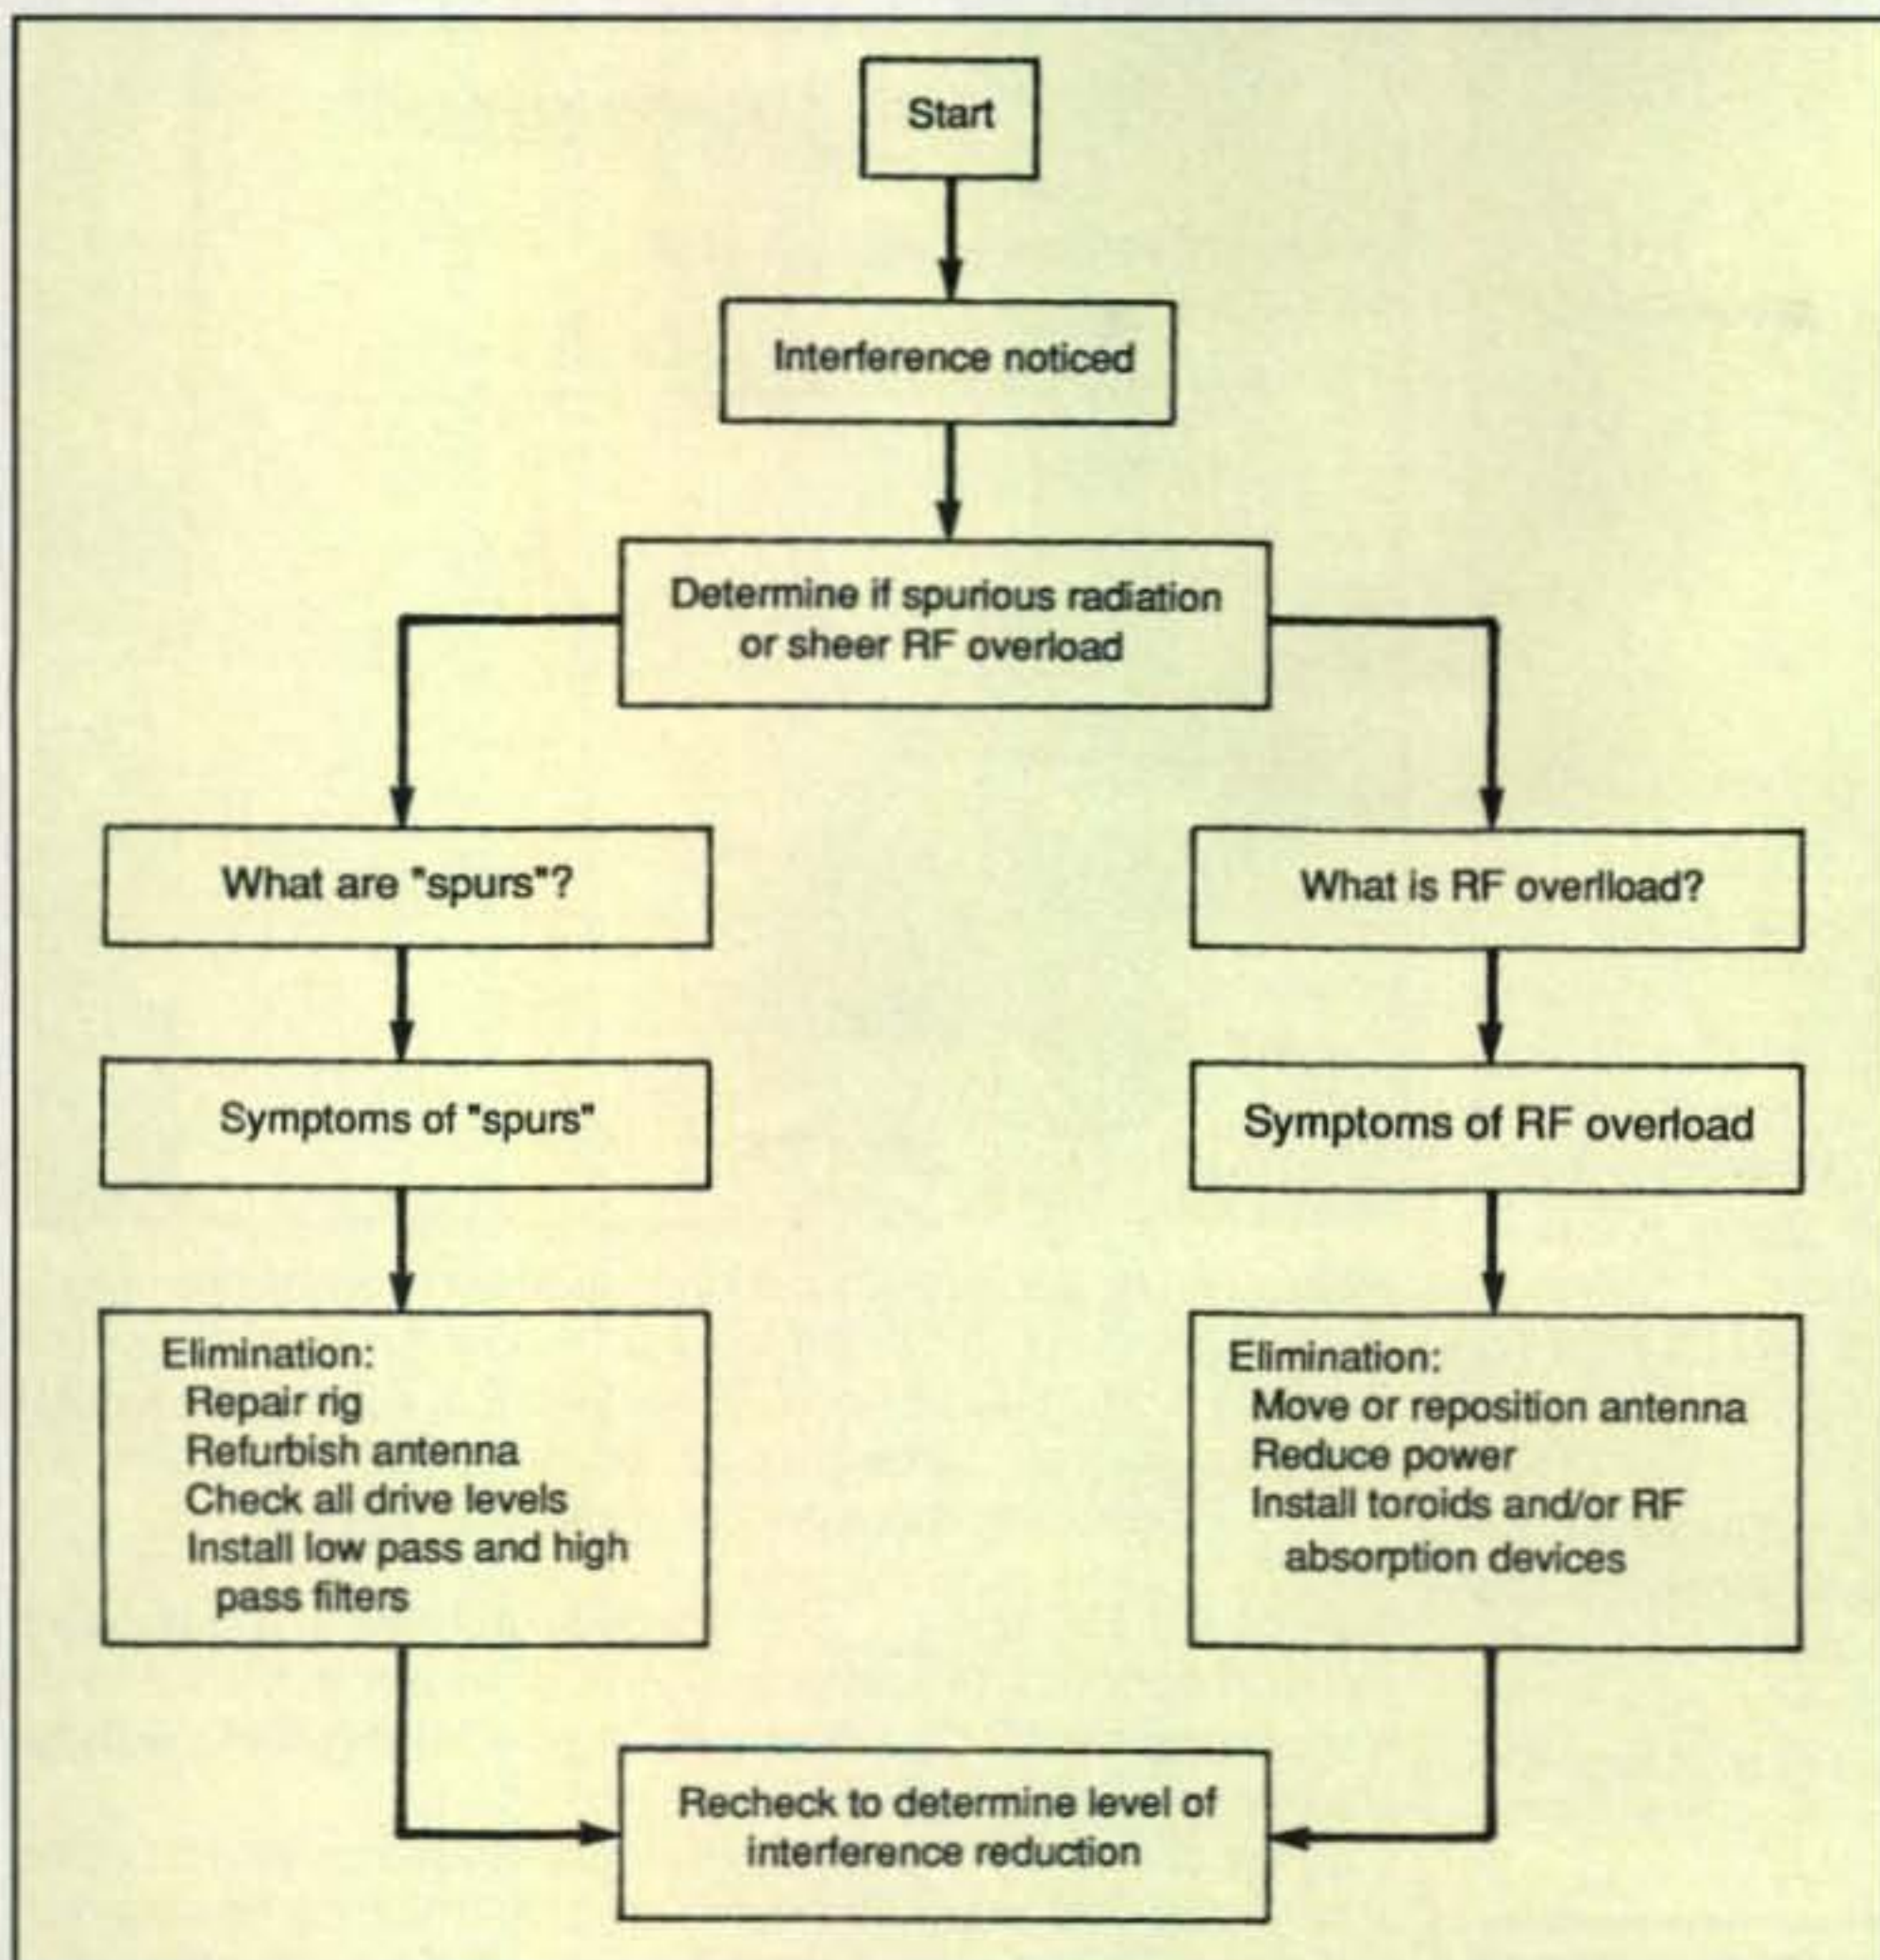 Start
Interference noticed
Determine if spurious radiation
or sheer RF overload
What are "spurs"?
Symptoms of "spurs"
Elimination:
Repair rig
Refurbish antenna
Check all drive levels
Install low pass and high
pass filters
What is RF overlload?
Symptoms of RF overload
Elimination:
Move or reposition antenna
Reduce power
Install toroids and/or RF
absorption devices
Recheck to determine level of
interference reduction